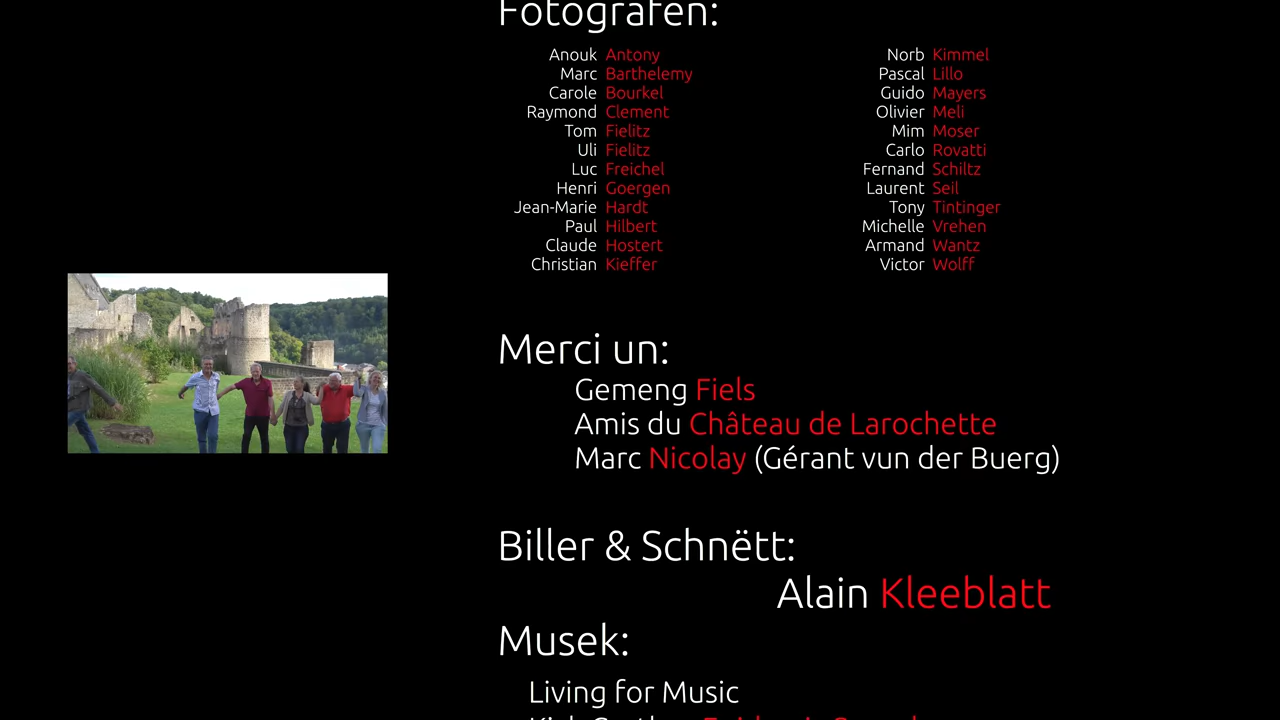 Fotografen:
Anouk Antony
Marc Barthelemy
Carole Bourkel
Raymond Clement
Tom Fielitz
Uli Fielitz
Luc Freichel
Henri Goergen
Jean-Marie Hardt
Paul Hilbert
Claude Hostert
Christian Kieffer
Norb Kimmel
Pascal Lillo
Guido Mayers
Olivier Meli
Mim Moser
Carlo Rovatti
Fernand Schiltz
Laurent Seil
Tony Tintinger
Michelle Vrehen
Armand Wantz
Victor Wolff
Merci un:
Gemeng Fiels
Amis du Château de Larochette
Marc Nicolay (Gérant vun der Buerg)
Biller & Schnëtt:
Alain Kleeblatt
Musek:
Living for Music